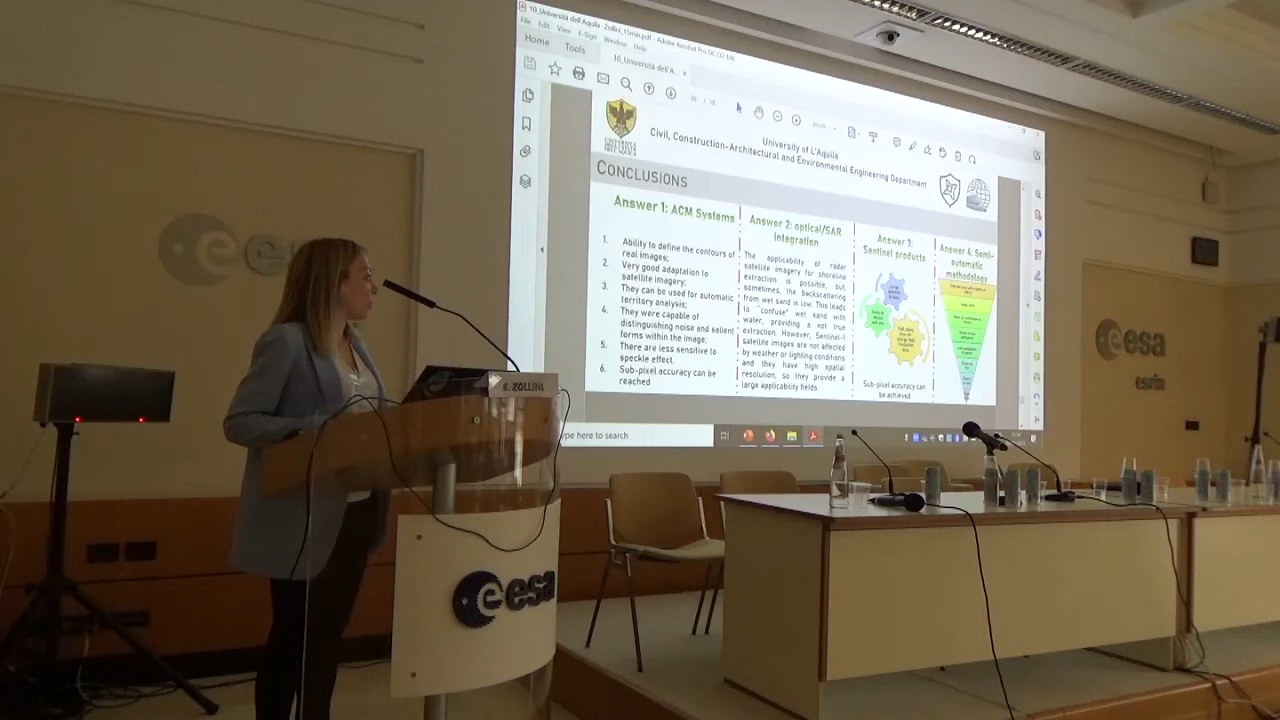 10_Università dell'Aquila_Zollini_15min.pdf - Adobe Acrobat Pro DC (32-bit)
File Edit View E-Sign Window Help
Home Tools
10_Università dell'A...
University of L'Aquila
Civil, Construction-Architectural and Environmental Engineering Department
CONCLUSIONS
Answer 1: ACM Systems
1. Ability to define the contours of
real images;
2. Very good adaptation to
satellite imagery;
3. They can be used for automatic
territory analysis;
4. They were capable of
distinguishing noise and salient
forms within the image;
5. There are less sensitive to
speckle effect.
6. Sub-pixel accuracy can be
reached
Answer 2: optical/SAR
integration
The applicability of radar
satellite imagery for shoreline
extraction is possible, but,
sometimes, the backscattering
from wet sand is low. This leads
to "confuse" wet sand with
water, providing a not true
extraction. However, Sentinel-1
satellite images are not affected
by weather or lighting conditions
and they have high spatial
resolution, so they provide a
large applicability fields.
Answer 3:
Sentinel products
Sub-pixel accuracy can
be achieved
Answer 4: Semi-
automatic
methodology
ype here to search
esa
esa
esrin
S. ZOLLINI
esa